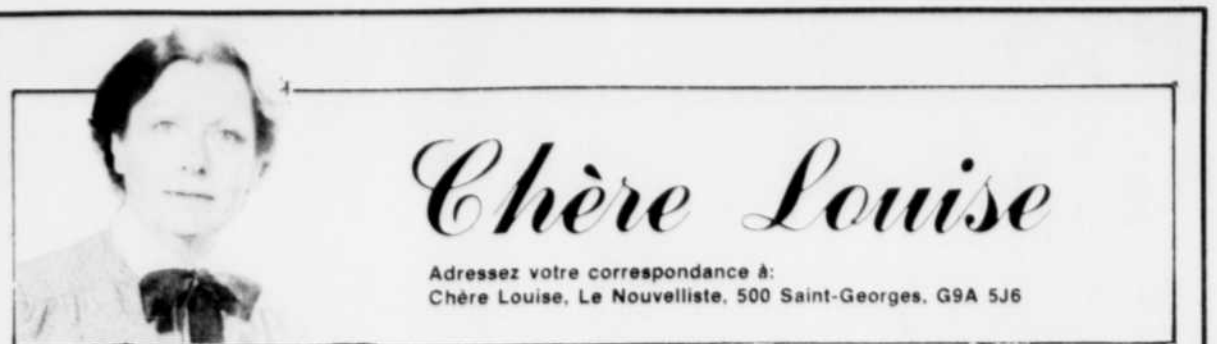 Chère Louise
Adressez votre correspondance à:
Chère Louise, Le Nouvelliste, 500 Saint-Georges, G9A 5J6